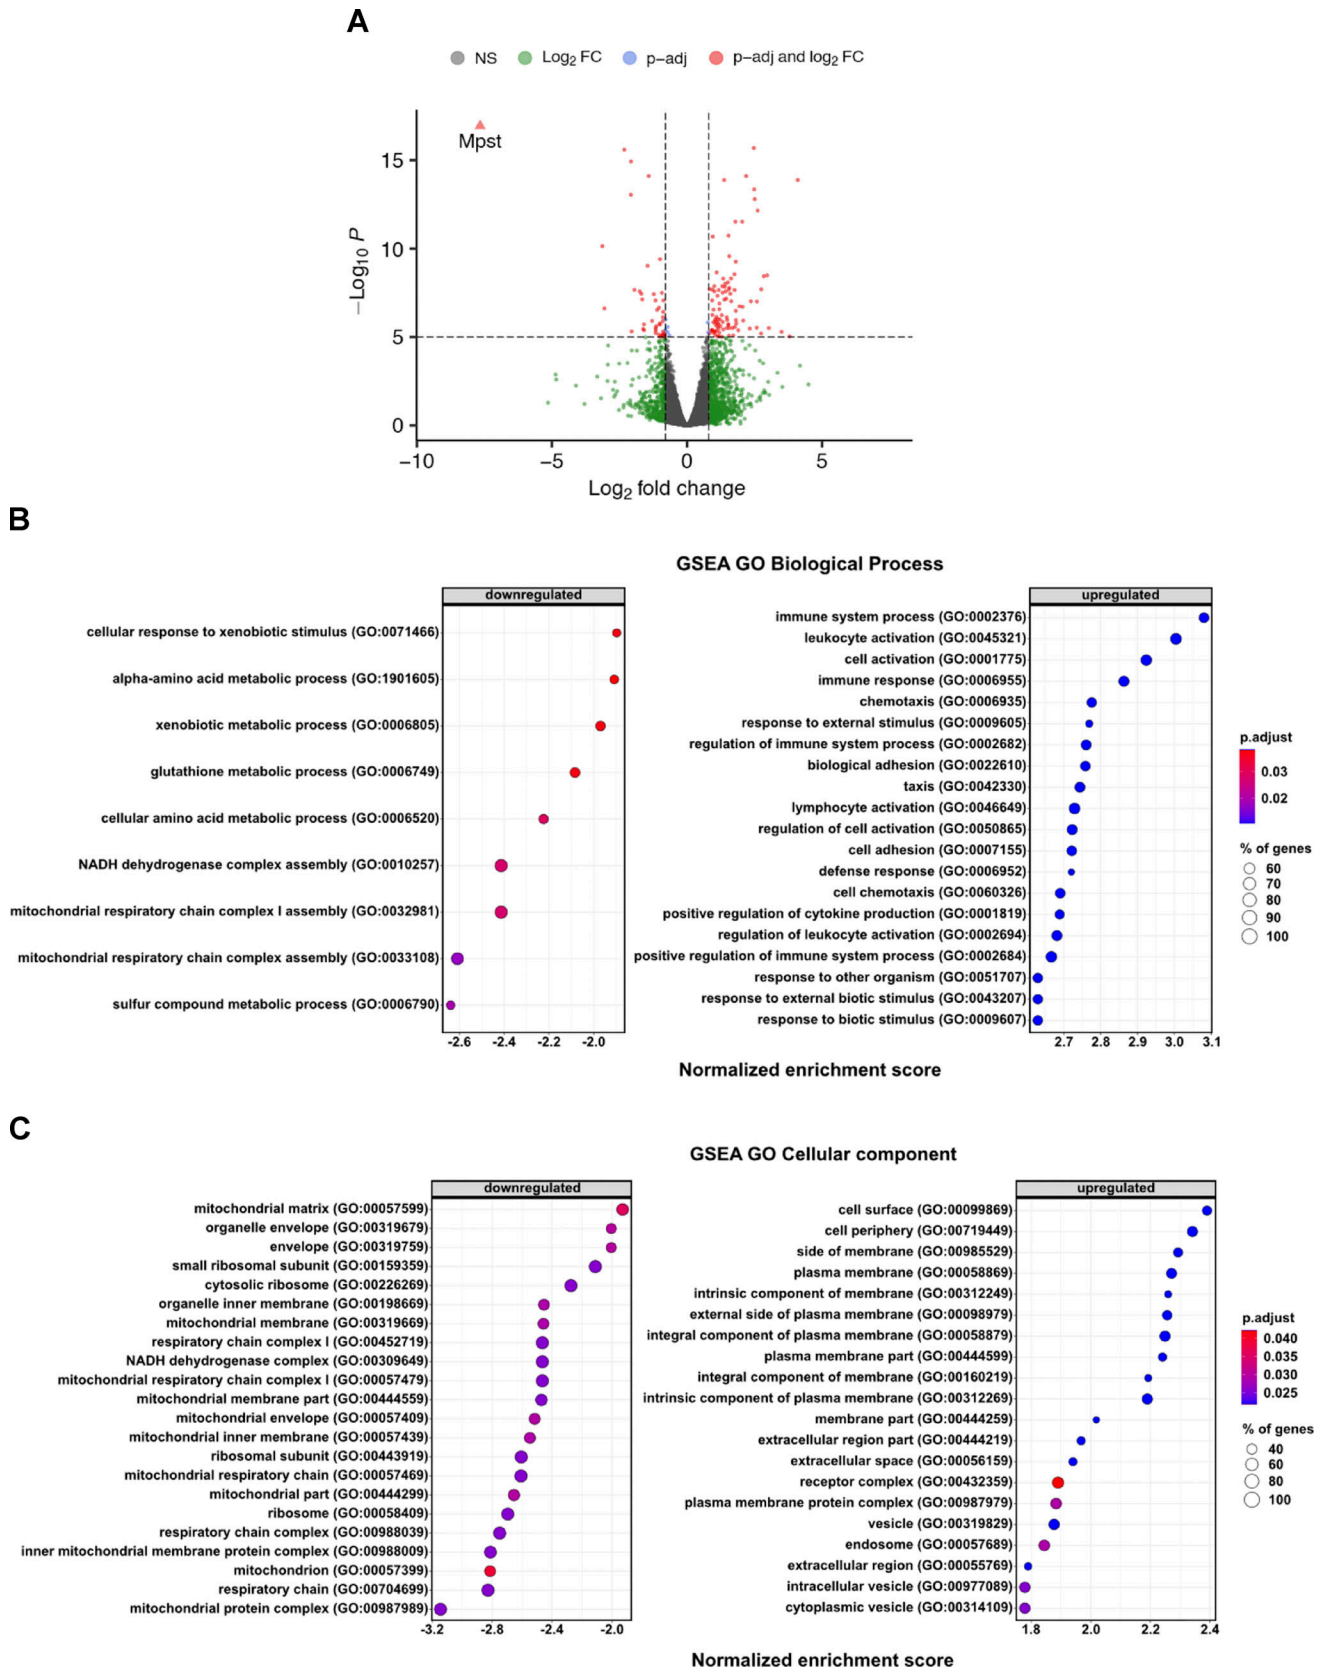 A
NS Log2 FC p-adj p-adj and log2 FC
Mpst
15
10
5
0
-Log10 P
-10 -5 0 5
Log2 fold change
B
GSEA GO Biological Process
downregulated
cellular response to xenobiotic stimulus (GO:0071466)
alpha-amino acid metabolic process (GO:1901605)
xenobiotic metabolic process (GO:0006805)
glutathione metabolic process (GO:0006749)
cellular amino acid metabolic process (GO:0006520)
NADH dehydrogenase complex assembly (GO:0010257)
mitochondrial respiratory chain complex I assembly (GO:0032981)
mitochondrial respiratory chain complex assembly (GO:0033108)
sulfur compound metabolic process (GO:0006790)
-2.6 -2.4 -2.2 -2.0
upregulated
immune system process (GO:0002376)
leukocyte activation (GO:0045321)
cell activation (GO:0001775)
immune response (GO:0006955)
chemotaxis (GO:0006935)
response to external stimulus (GO:0009605)
regulation of immune system process (GO:0002682)
biological adhesion (GO:0022610)
taxis (GO:0042330)
lymphocyte activation (GO:0046649)
regulation of cell activation (GO:0050865)
cell adhesion (GO:0007155)
defense response (GO:0006952)
cell chemotaxis (GO:0060326)
positive regulation of cytokine production (GO:0001819)
regulation of leukocyte activation (GO:0002694)
positive regulation of immune system process (GO:0002684)
response to other organism (GO:0051707)
response to external biotic stimulus (GO:0043207)
response to biotic stimulus (GO:0009607)
2.7 2.8 2.9 3.0 3.1
p.adjust
0.03
0.02
% of genes
60
70
80
90
100
Normalized enrichment score
C
GSEA GO Cellular component
downregulated
mitochondrial matrix (GO:00057599)
organelle envelope (GO:00319679)
envelope (GO:00319759)
small ribosomal subunit (GO:00159359)
cytosolic ribosome (GO:00226269)
organelle inner membrane (GO:00198669)
mitochondrial membrane (GO:00319669)
respiratory chain complex I (GO:00452719)
NADH dehydrogenase complex (GO:00309649)
mitochondrial respiratory chain complex I (GO:00057479)
mitochondrial membrane part (GO:00444559)
mitochondrial envelope (GO:00057409)
mitochondrial inner membrane (GO:00057439)
ribosomal subunit (GO:00443919)
mitochondrial respiratory chain (GO:00057469)
mitochondrial part (GO:00444299)
ribosome (GO:00058409)
respiratory chain complex (GO:00988039)
inner mitochondrial membrane protein complex (GO:00988009)
mitochondrion (GO:00057399)
respiratory chain (GO:00704699)
mitochondrial protein complex (GO:00987989)
-3.2 -2.8 -2.4 -2.0
upregulated
cell surface (GO:00099869)
cell periphery (GO:00719449)
side of membrane (GO:00985529)
plasma membrane (GO:00058869)
intrinsic component of membrane (GO:00312249)
external side of plasma membrane (GO:00098979)
integral component of plasma membrane (GO:00058879)
plasma membrane part (GO:00444599)
integral component of membrane (GO:00160219)
intrinsic component of plasma membrane (GO:00312269)
membrane part (GO:00444259)
extracellular region part (GO:00444219)
extracellular space (GO:00056159)
receptor complex (GO:00432359)
plasma membrane protein complex (GO:00987979)
vesicle (GO:00319829)
endosome (GO:00057689)
extracellular region (GO:00055769)
intracellular vesicle (GO:00977089)
cytoplasmic vesicle (GO:00314109)
1.8 2.0 2.2 2.4
p.adjust
0.040
0.035
0.030
0.025
% of genes
40
60
80
100
Normalized enrichment score